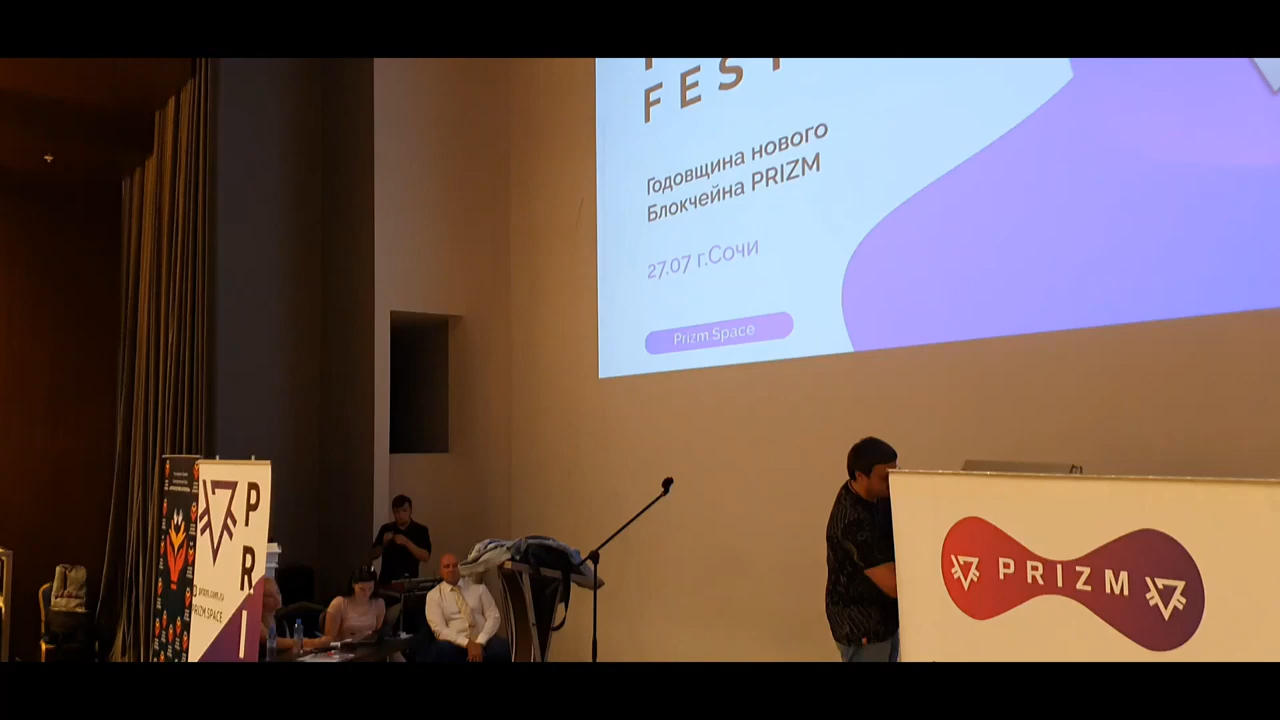 FEST
Годовщина нового
Блокчейна PRIZM
27.07 г.Сочи
Prizm Space
P
R
I
prizm.com.ru
PRIZM.SPACE
PRIZM